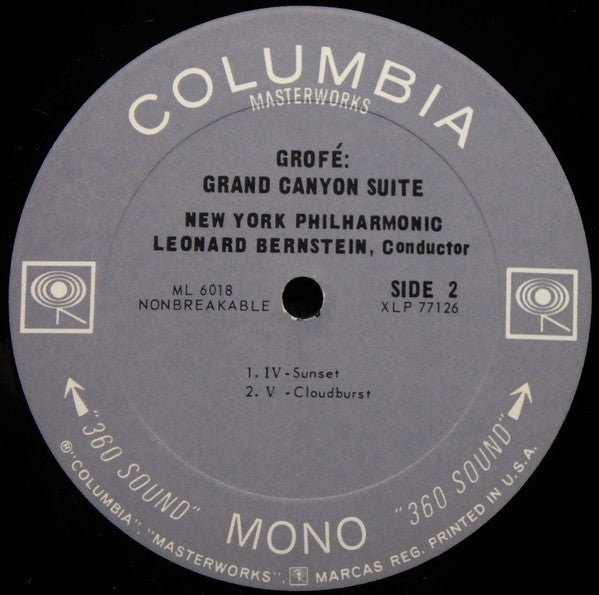 COLUMBIA
MASTERWORKS
GROFÉ:
GRAND CANYON SUITE
NEW YORK PHILHARMONIC
LEONARD BERNSTEIN, Conductor
ML 6018
NONBREAKABLE
SIDE 2
XLP 77126
1. IV - Sunset
2. V - Cloudburst
"360 SOUND"
MONO
"360 SOUND"
® "COLUMBIA", "MASTERWORKS", MARCAS REG. PRINTED IN U.S.A.